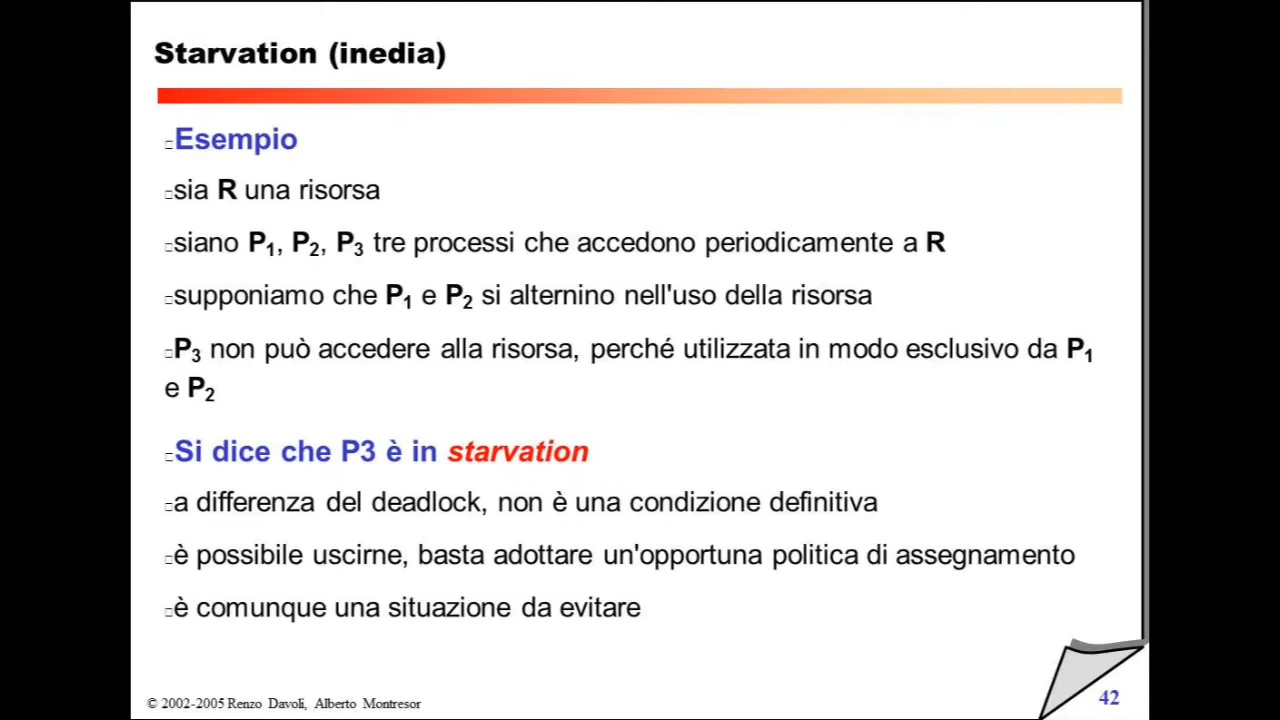 Starvation (inedia)
Esempio
sia R una risorsa
siano P1, P2, P3 tre processi che accedono periodicamente a R
supponiamo che P1 e P2 si alternino nell'uso della risorsa
P3 non può accedere alla risorsa, perché utilizzata in modo esclusivo da P1
e P2
Si dice che P3 è in starvation
a differenza del deadlock, non è una condizione definitiva
è possibile uscirne, basta adottare un'opportuna politica di assegnamento
è comunque una situazione da evitare
© 2002-2005 Renzo Davoli, Alberto Montresor
42